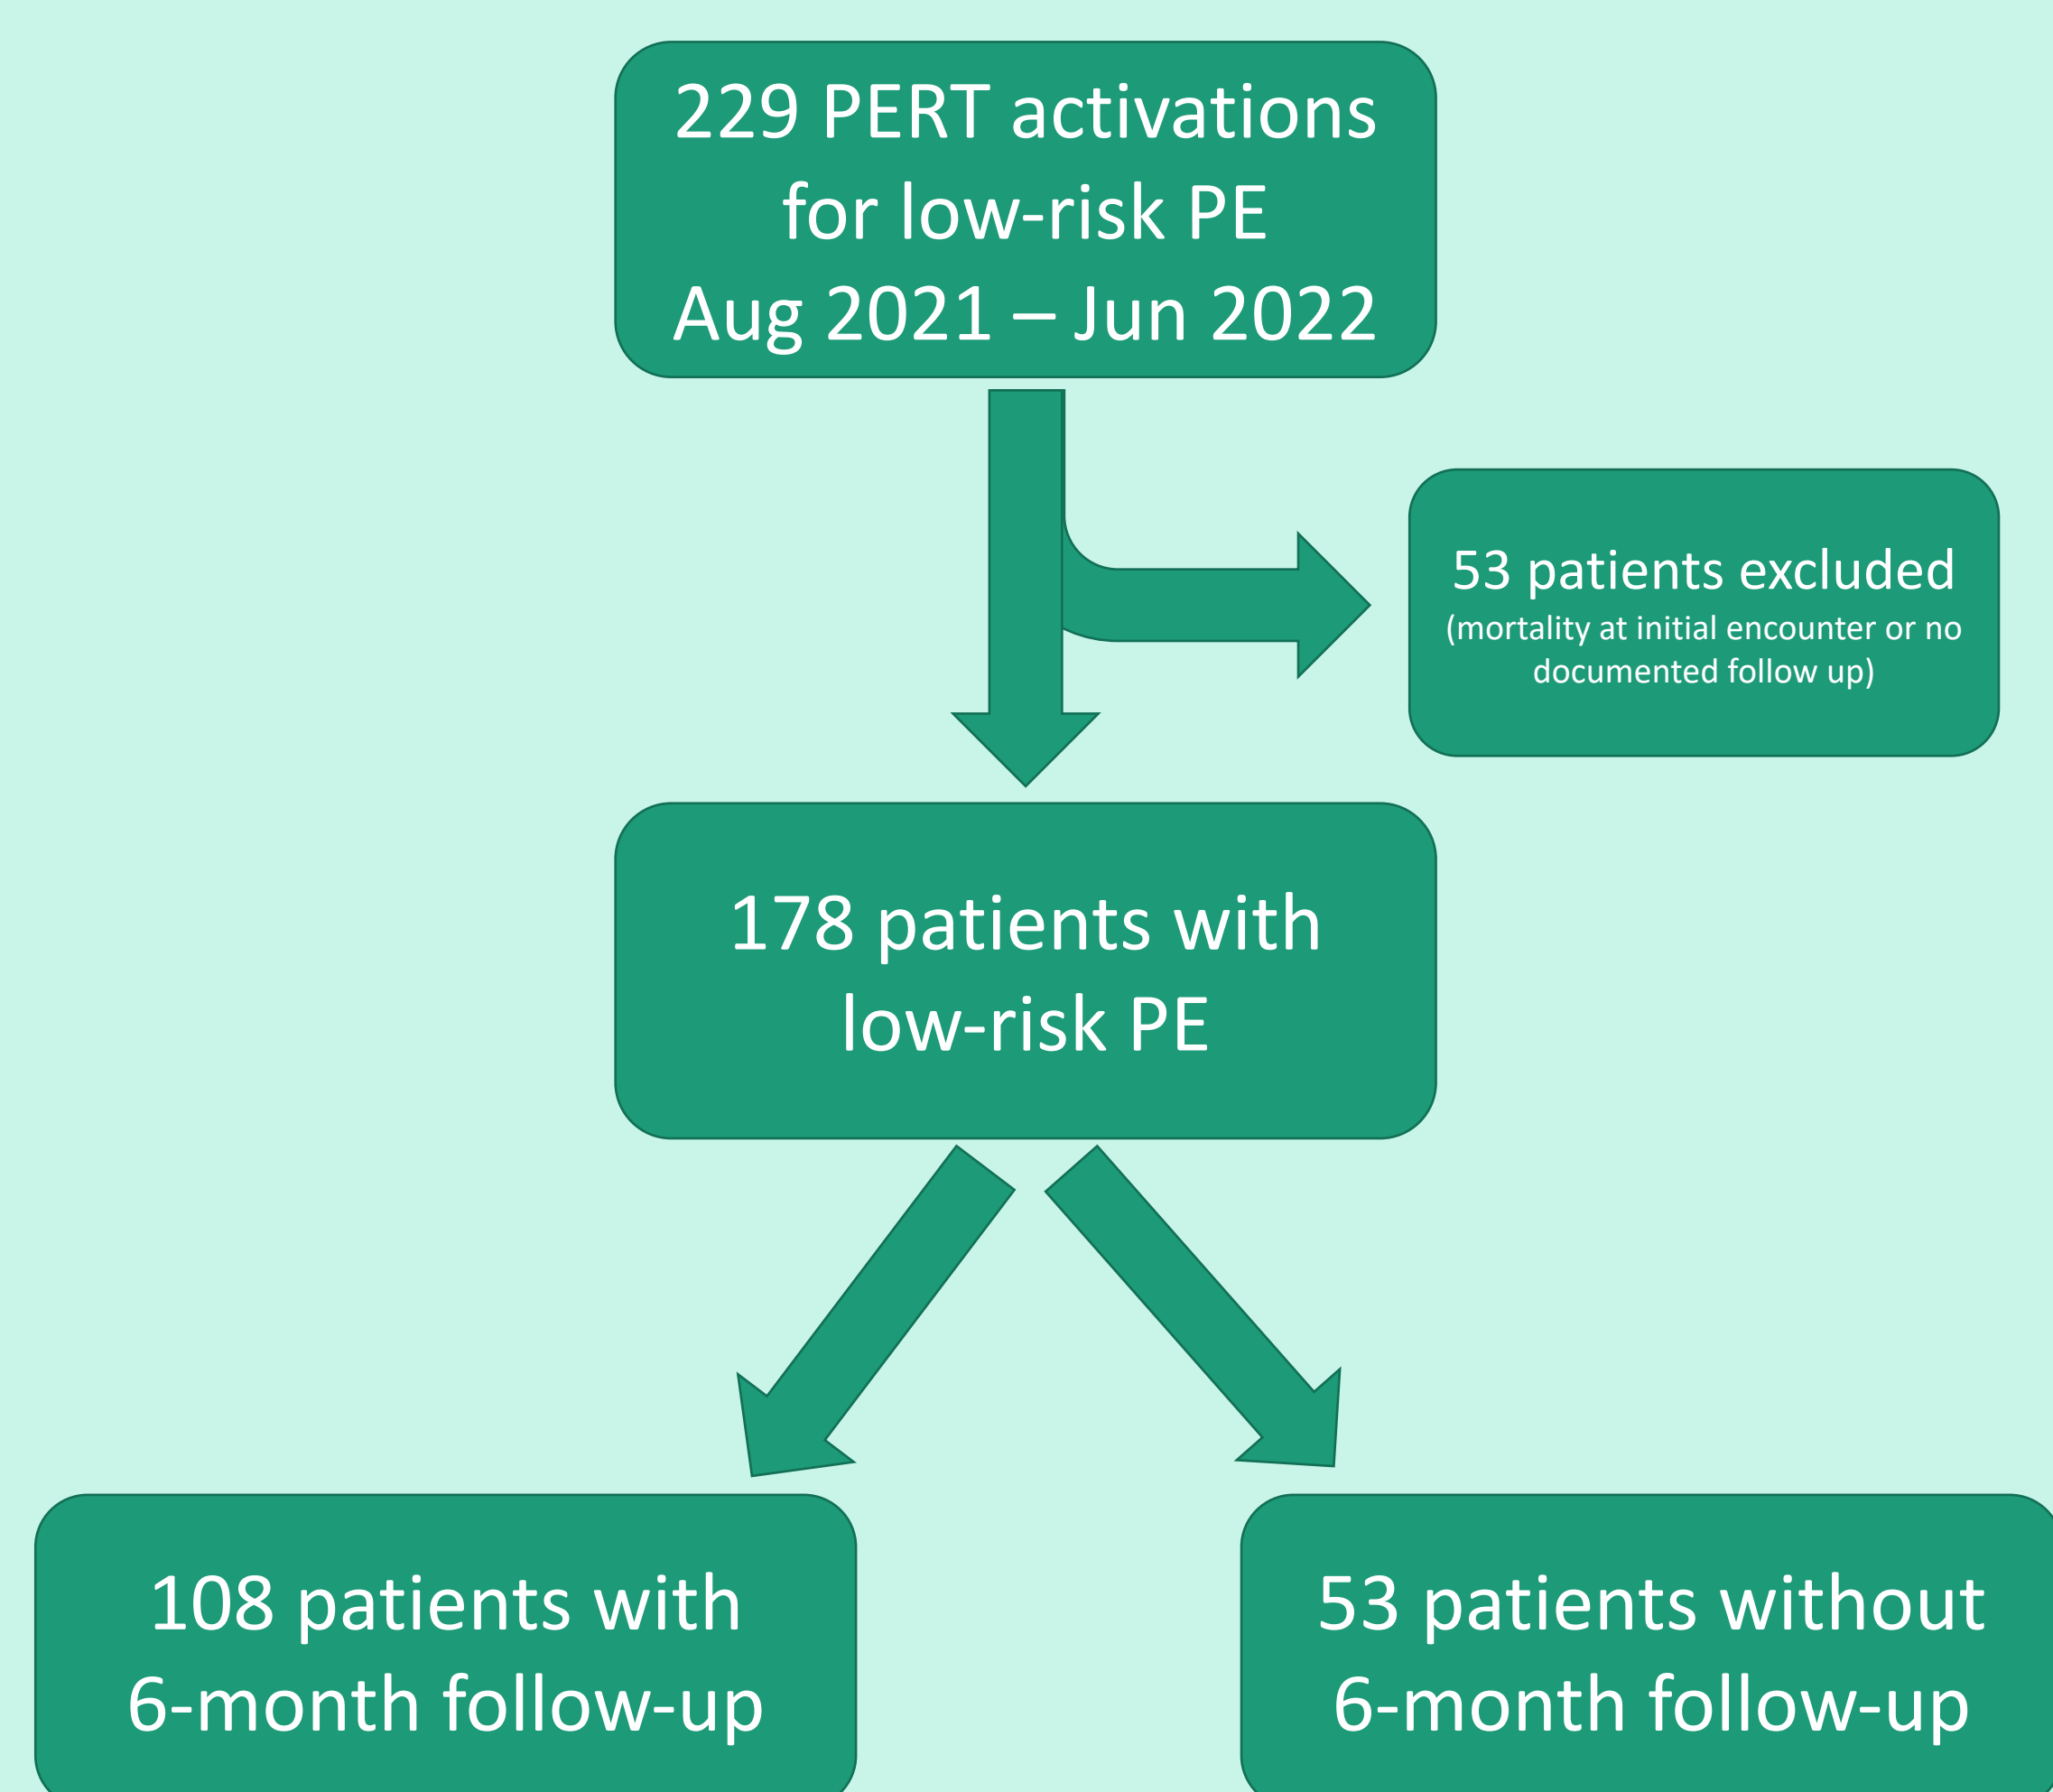 229 PERT activations
for low-risk PE
Aug 2021 – Jun 2022
53 patients excluded
(mortality at initial encounter or no
documented follow up)
178 patients with
low-risk PE
108 patients with
6-month follow-up
53 patients without
6-month follow-up